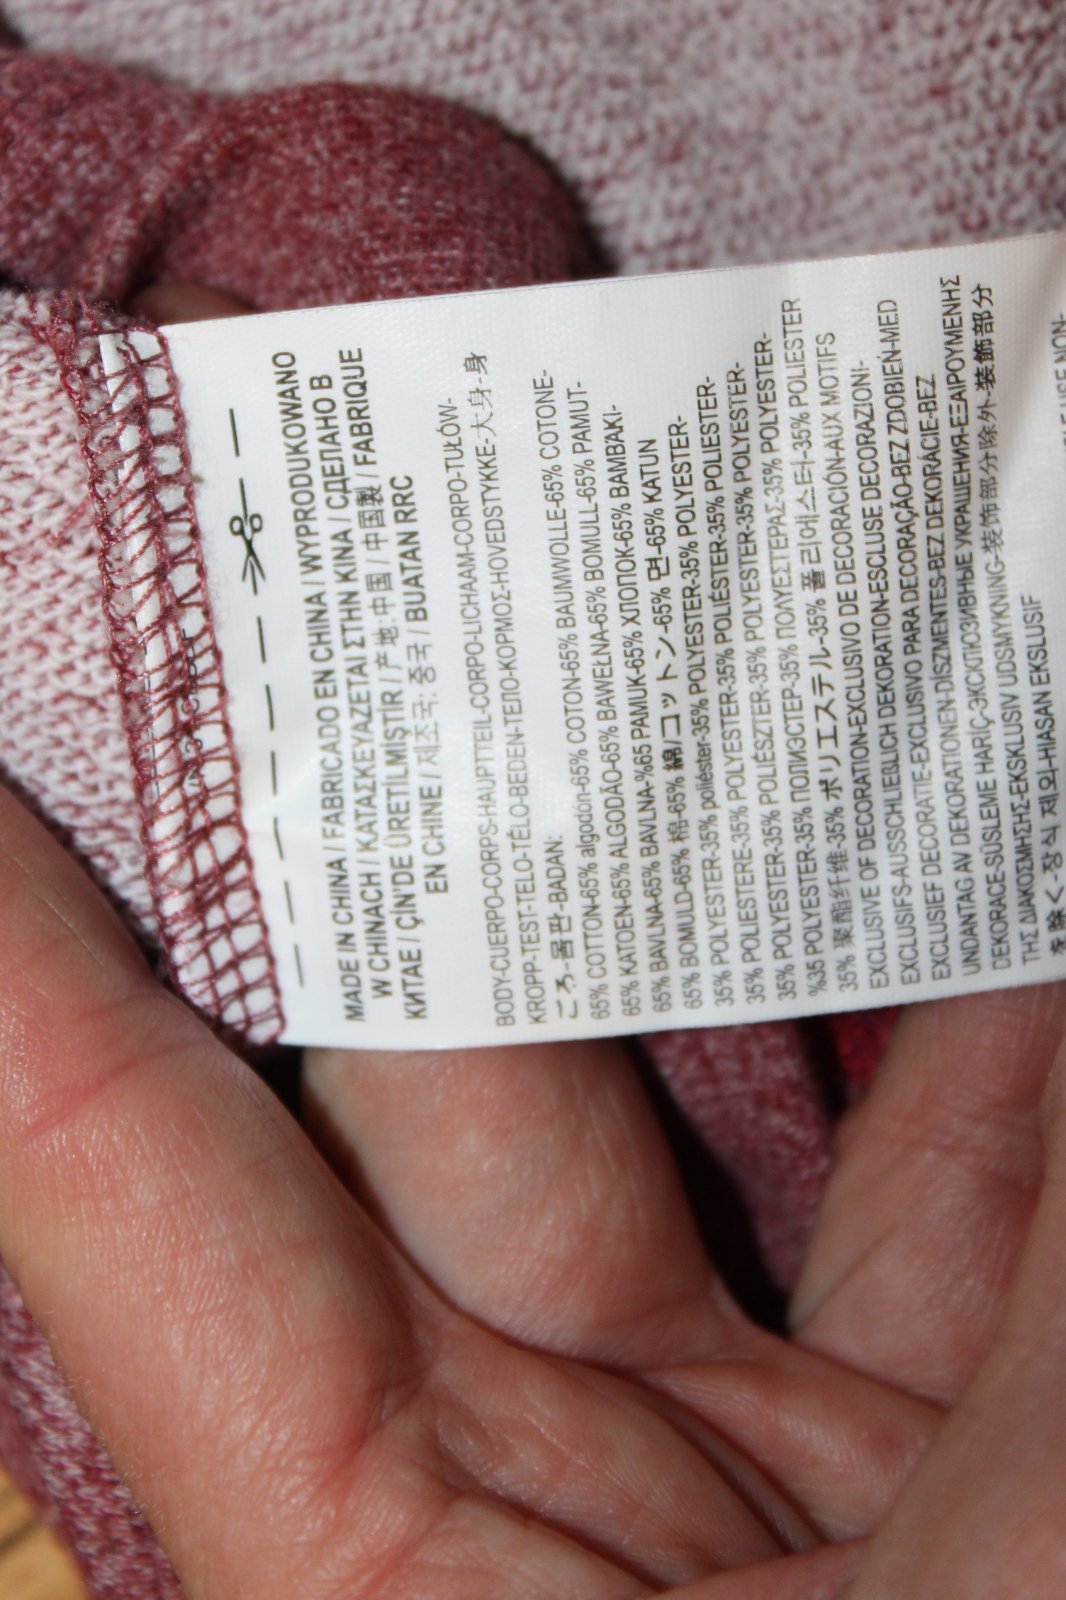 MADE IN CHINA / FABRICADO EN CHINA / WYPRODUKOWANO
W CHINACH / ΚΑΤΑΣΚΕΥΑΖΕΤΑΙ ΣΤΗΝ ΚΙΝΑ / СДЕЛАНО В
КИТАЕ / ÇİN'DE ÜRETİLMİŞTİR / 产地:中国 / 中国製 / FABRIQUE
EN CHINE / 제조국: 중국 / BUATAN RRC
BODY-CUERPO-CORPS-HAUPTTEIL-CORPO-LICHAAM-CORPO-TUŁÓW-
KROPP-TEST-TELO-TĚLO-BEDEN-ТЕЛО-ΚΟΡΜΟΣ-HOVEDSTYKKE-大身-身
ごろ-몸판-BADAN:
65% COTTON-65% algodón-65% COTON-65% BAUMWOLLE-65% COTONE-
65% KATOEN-65% ALGODÃO-65% BAWEŁNA-65% BOMULL-65% PAMUT-
65% BAVLNA-65% BAVLNA-%65 PAMUK-65% ХЛОПОК-65% ΒΑΜΒΑΚΙ-
65% BOMULD-65% 棉-65% 綿/コットン-65% 면-65% KATUN
35% POLYESTER-35% poliéster-35% POLYESTER-35% POLYESTER-
35% POLIESTERE-35% POLYESTER-35% POLIÉSTER-35% POLIESTER-
35% POLYESTER-35% POLIÉSZTER-35% POLYESTER-35% POLYESTER-
%35 POLYESTER-35% ПОЛИЭСТЕР-35% ΠΟΛΥΕΣΤΕΡΑΣ-35% POLYESTER-
35% 聚酯纤维-35% ポリエステル-35% 폴리에스터-35% POLIESTER
EXCLUSIVE OF DECORATION-EXCLUSIVO DE DECORACIÓN-AUX MOTIFS
EXCLUSIFS-AUSSCHLIEßLICH DEKORATION-ESCLUSE DECORAZIONI-
EXCLUSIEF DECORATIE-EXCLUSIVO PARA DECORAÇÃO-BEZ ZDOBIEŃ-MED
UNDANTAG AV DEKORATIONEN-DÍSZMENTES-BEZ DEKORÁCIE-BEZ
DEKORACE-SÜSLEME HARİÇ-ЭКСКЛЮЗИВНЫЕ УКРАШЕНИЯ-ΕΞΑΙΡΟΥΜΕΝΗΣ
ΤΗΣ ΔΙΑΚΟΣΜΗΣΗΣ-EKSKLUSIV UDSMYKNING-装饰部分除外-装飾部分
を除く-장식 제외-HIASAN EKSLUSIF
USE NON-